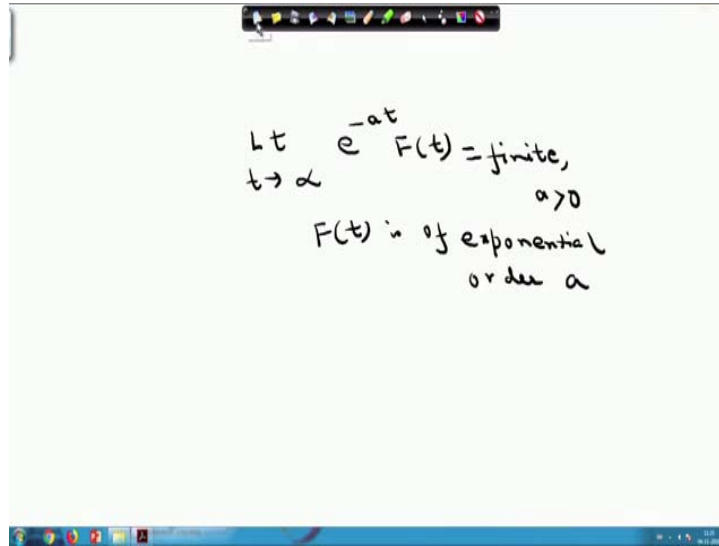 Lt e^{-at} F(t) = finite,
t → α a>0
F(t) is of exponential
order a